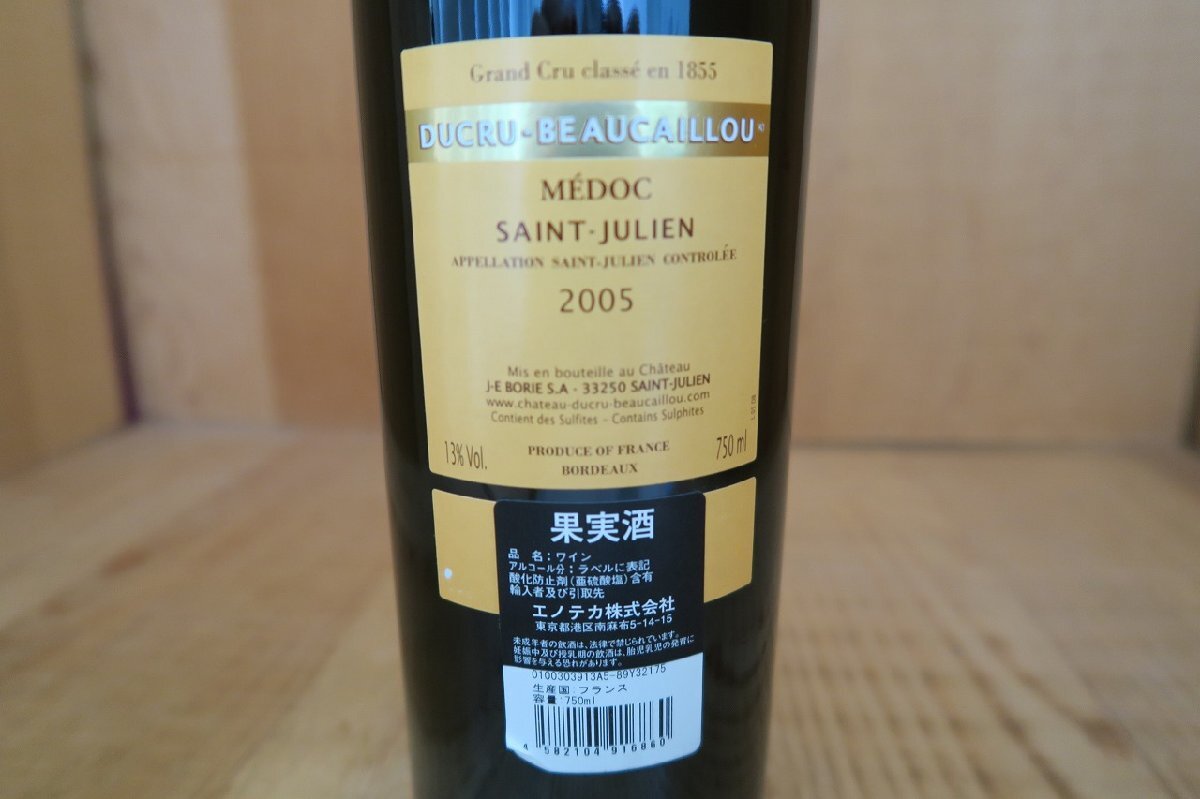 Grand Cru classé en 1855
DUCRU-BEAUCAILLOU
MÉDOC
SAINT-JULIEN
APPELLATION SAINT-JULIEN CONTROLÉE
2005
Mis en bouteille au Château
J-E BORIE S.A - 33250 SAINT-JULIEN
www.chateau-ducru-beaucaillou.com
Contient des Sulfites - Contains Sulphites
13% Vol.
PRODUCE OF FRANCE
BORDEAUX
750 ml
果実酒
品 名：ワイン
アルコール分：ラベルに表記
酸化防止剤（亜硫酸塩）含有
輸入者及び引取先
エノテカ株式会社
東京都港区南麻布5-14-15
未成年者の飲酒は、法律で禁じられています。
妊娠中及び授乳期の飲酒は、胎児乳児の発育に
影響を与える恐れがあります。
0100303913A5-89Y32175
生産国：フランス
容量：750ml
4 582104 916860